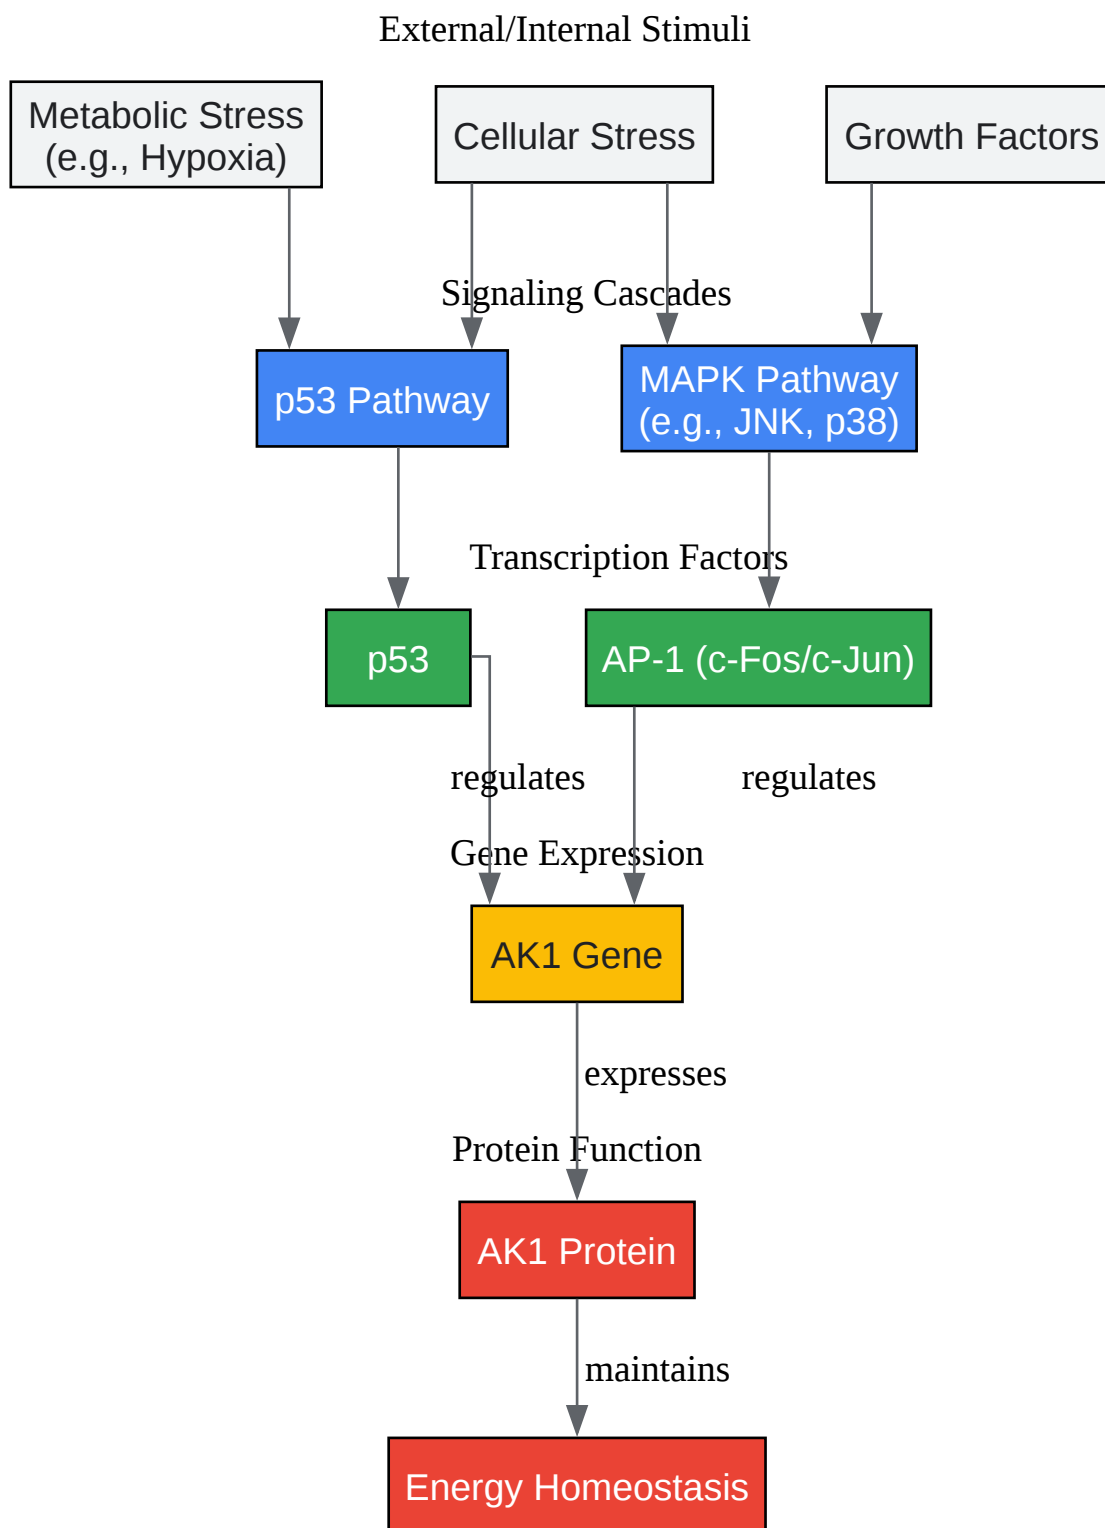 External/Internal Stimuli
Metabolic Stress
(e.g., Hypoxia)
Cellular Stress
Growth Factors
Signaling Cascades
p53 Pathway
MAPK Pathway
(e.g., JNK, p38)
Transcription Factors
p53
AP-1 (c-Fos/c-Jun)
regulates
regulates
Gene Expression
AK1 Gene
expresses
Protein Function
AK1 Protein
maintains
Energy Homeostasis